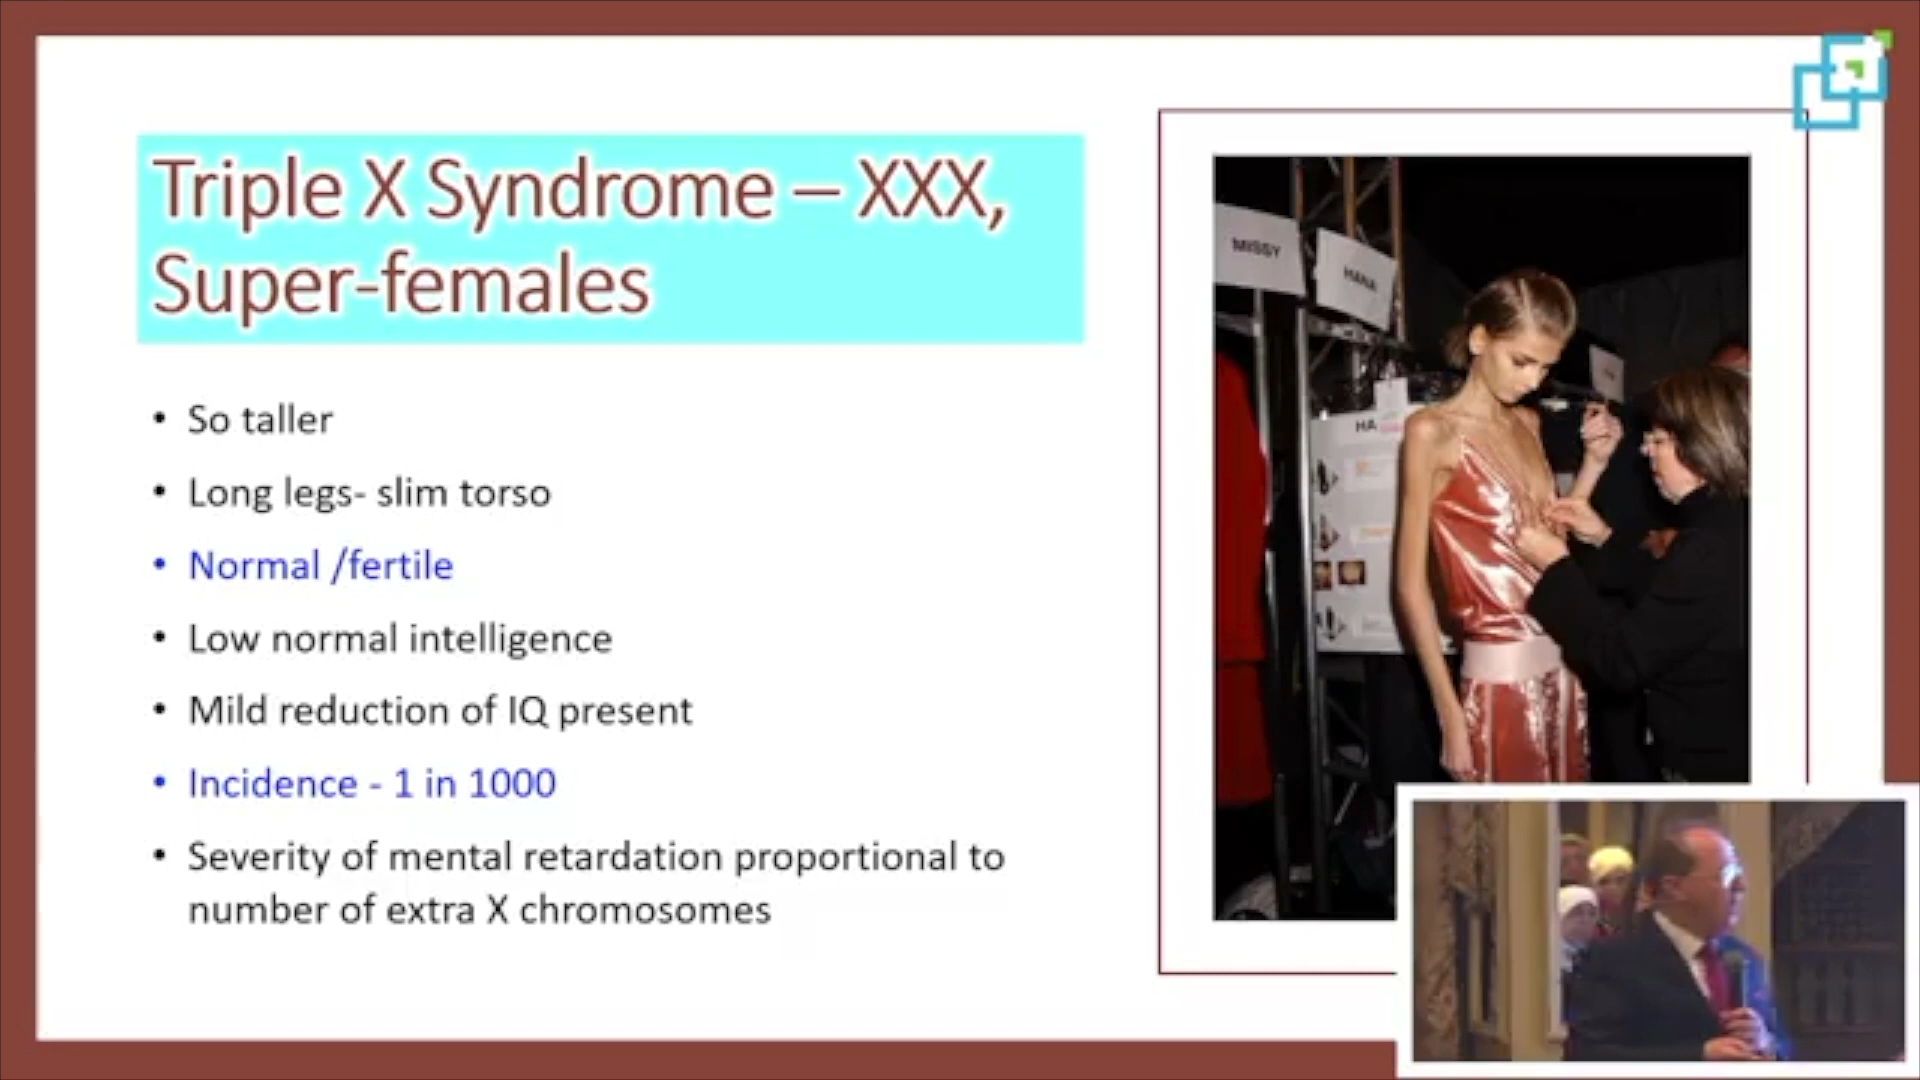 Triple X Syndrome – XXX,
Super-females
• So taller
• Long legs- slim torso
• Normal /fertile
• Low normal intelligence
• Mild reduction of IQ present
• Incidence - 1 in 1000
• Severity of mental retardation proportional to
number of extra X chromosomes
MISSY
HANA
HA